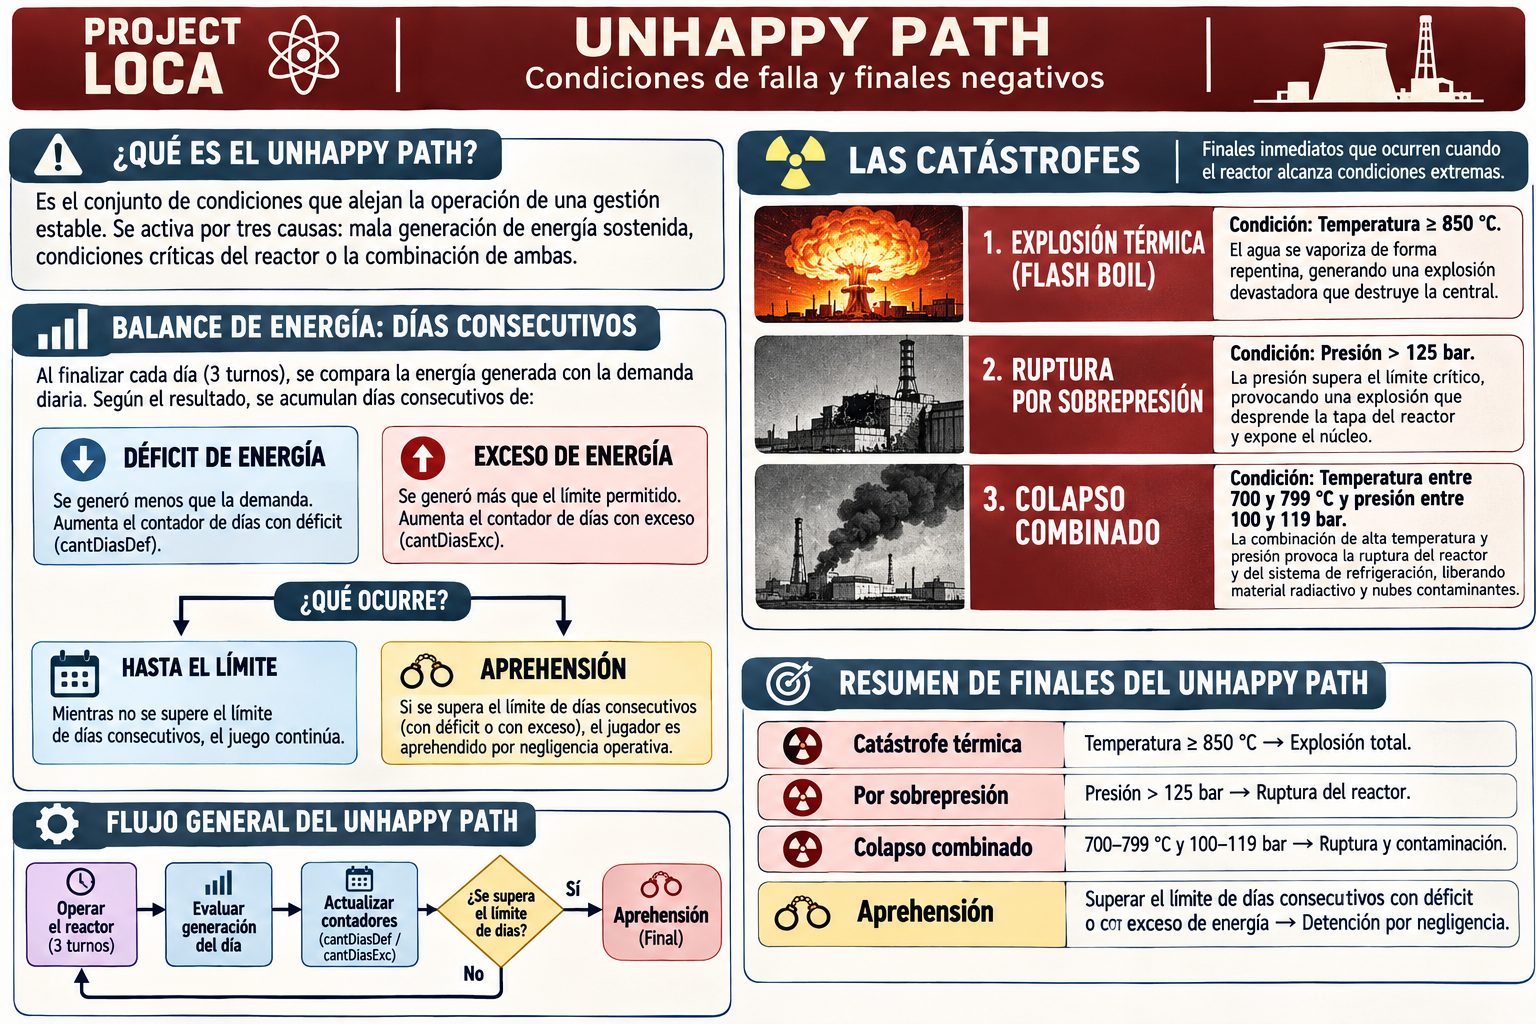 PROJECT
LOCA
UNHAPPY PATH
Condiciones de falla y finales negativos
¿QUÉ ES EL UNHAPPY PATH?
Es el conjunto de condiciones que alejan la operación de una gestión
estable. Se activa por tres causas: mala generación de energía sostenida,
condiciones críticas del reactor o la combinación de ambas.
BALANCE DE ENERGÍA: DÍAS CONSECUTIVOS
Al finalizar cada día (3 turnos), se compara la energía generada con la demanda
diaria. Según el resultado, se acumulan días consecutivos de:
DÉFICIT DE ENERGÍA
Se generó menos que la demanda.
Aumenta el contador de días con déficit
(cantDiasDef).
EXCESO DE ENERGÍA
Se generó más que el límite permitido.
Aumenta el contador de días con exceso
(cantDiasExc).
¿QUÉ OCURRE?
HASTA EL LÍMITE
Mientras no se supere el límite
de días consecutivos, el juego continúa.
APREHENSIÓN
Si se supera el límite de días consecutivos
(con déficit o con exceso), el jugador es
aprehendido por negligencia operativa.
FLUJO GENERAL DEL UNHAPPY PATH
Operar
el reactor
(3 turnos)
Evaluar
generación
del día
Actualizar
contadores
(cantDiasDef /
cantDiasExc)
¿Se supera
el límite
de dias?
Sí
No
Aprehensión
(Final)
LAS CATÁSTROFES
Finales inmediatos que ocurren cuando
el reactor alcanza condiciones extremas.
1. EXPLOSIÓN TÉRMICA
(FLASH BOIL)
Condición: Temperatura ≥ 850 °C.
El agua se vaporiza de forma
repentina, generando una explosión
devastadora que destruye la central.
2. RUPTURA
POR SOBREPRESIÓN
Condición: Presión > 125 bar.
La presión supera el límite crítico,
provocando una explosión que
desprende la tapa del reactor
y expone el núcleo.
3. COLAPSO
COMBINADO
Condición: Temperatura entre
700 y 799 °C y presión entre
100 y 119 bar.
La combinación de alta temperatura y
presión provoca la ruptura del reactor
y del sistema de refrigeración, liberando
material radiactivo y nubes contaminantes.
RESUMEN DE FINALES DEL UNHAPPY PATH
Catástrofe térmica
Temperatura ≥ 850 °C → Explosión total.
Por sobrepresión
Presión > 125 bar → Ruptura del reactor.
Colapso combinado
700–799 °C y 100–119 bar → Ruptura y contaminación.
Aprehensión
Superar el límite de días consecutivos con déficit
o exceso de energía → Detención por negligencia.